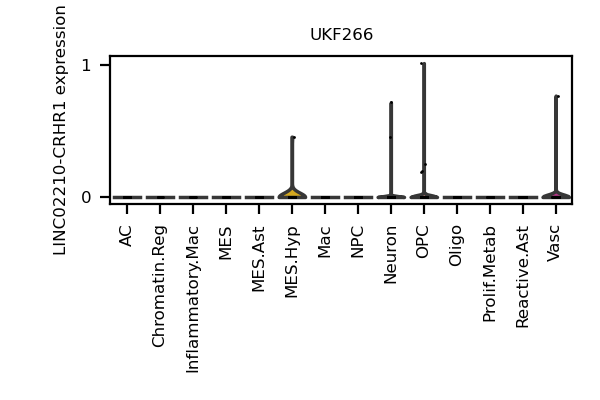 UKF266
LINC02210-CRHR1 expression
1
0
AC
Chromatin.Reg
Inflammatory.Mac
MES
MES.Ast
MES.Hyp
Mac
NPC
Neuron
OPC
Oligo
Prolif.Metab
Reactive.Ast
Vasc